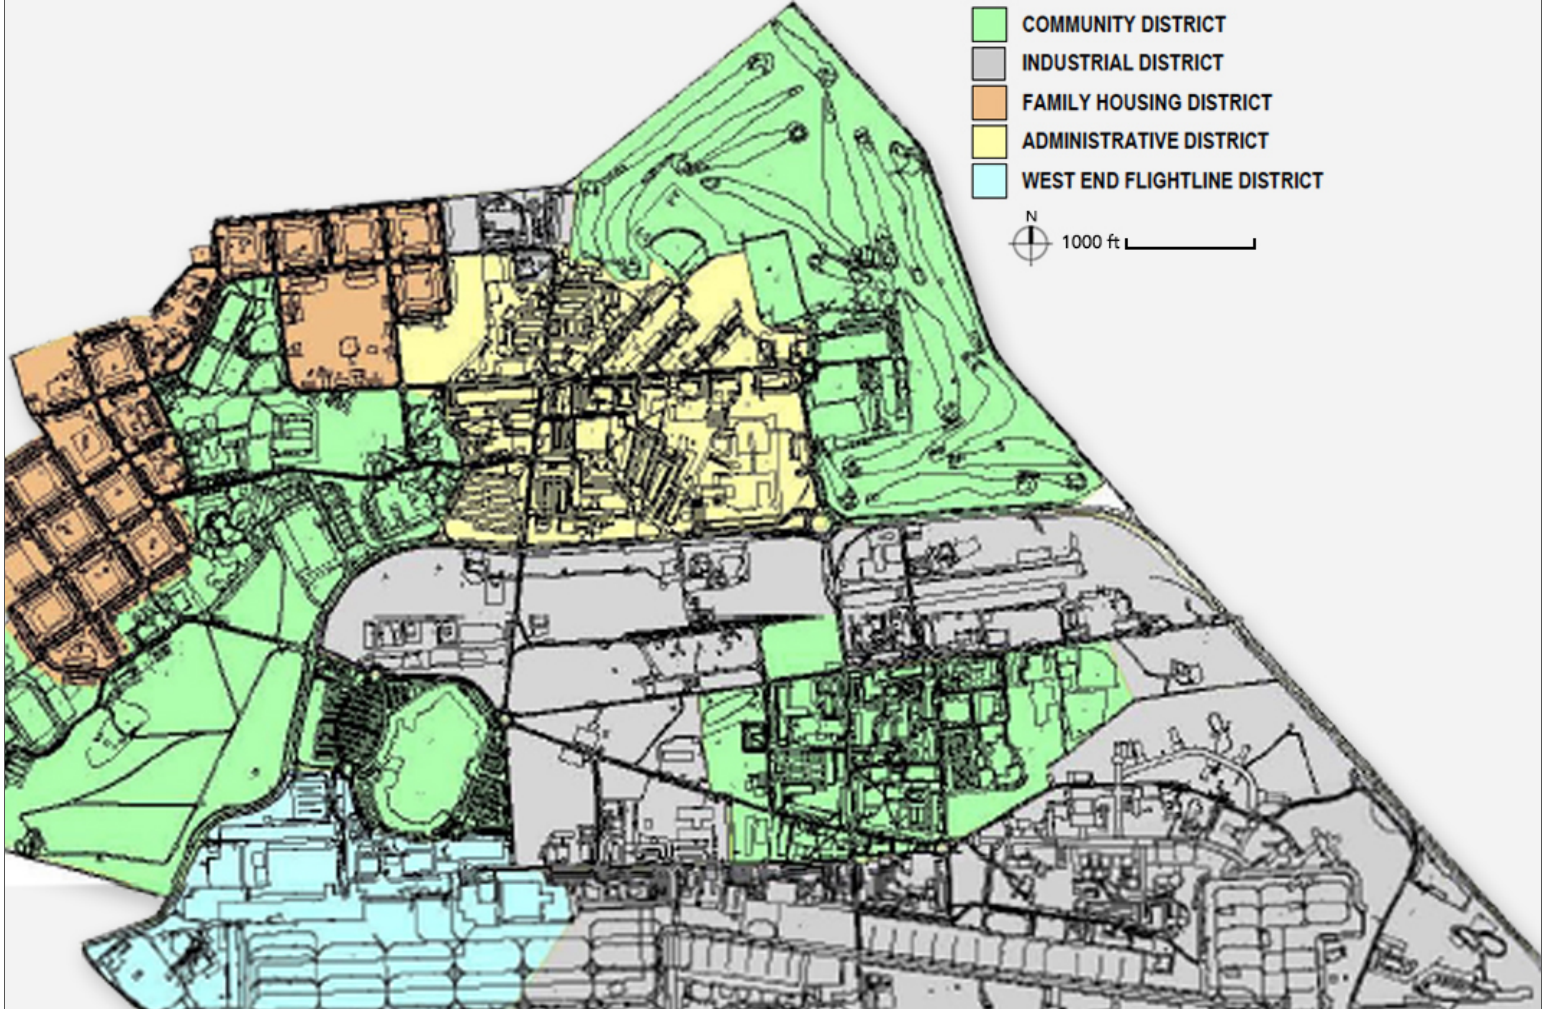 COMMUNITY DISTRICT
INDUSTRIAL DISTRICT
FAMILY HOUSING DISTRICT
ADMINISTRATIVE DISTRICT
WEST END FLIGHTLINE DISTRICT
N
1000 ft